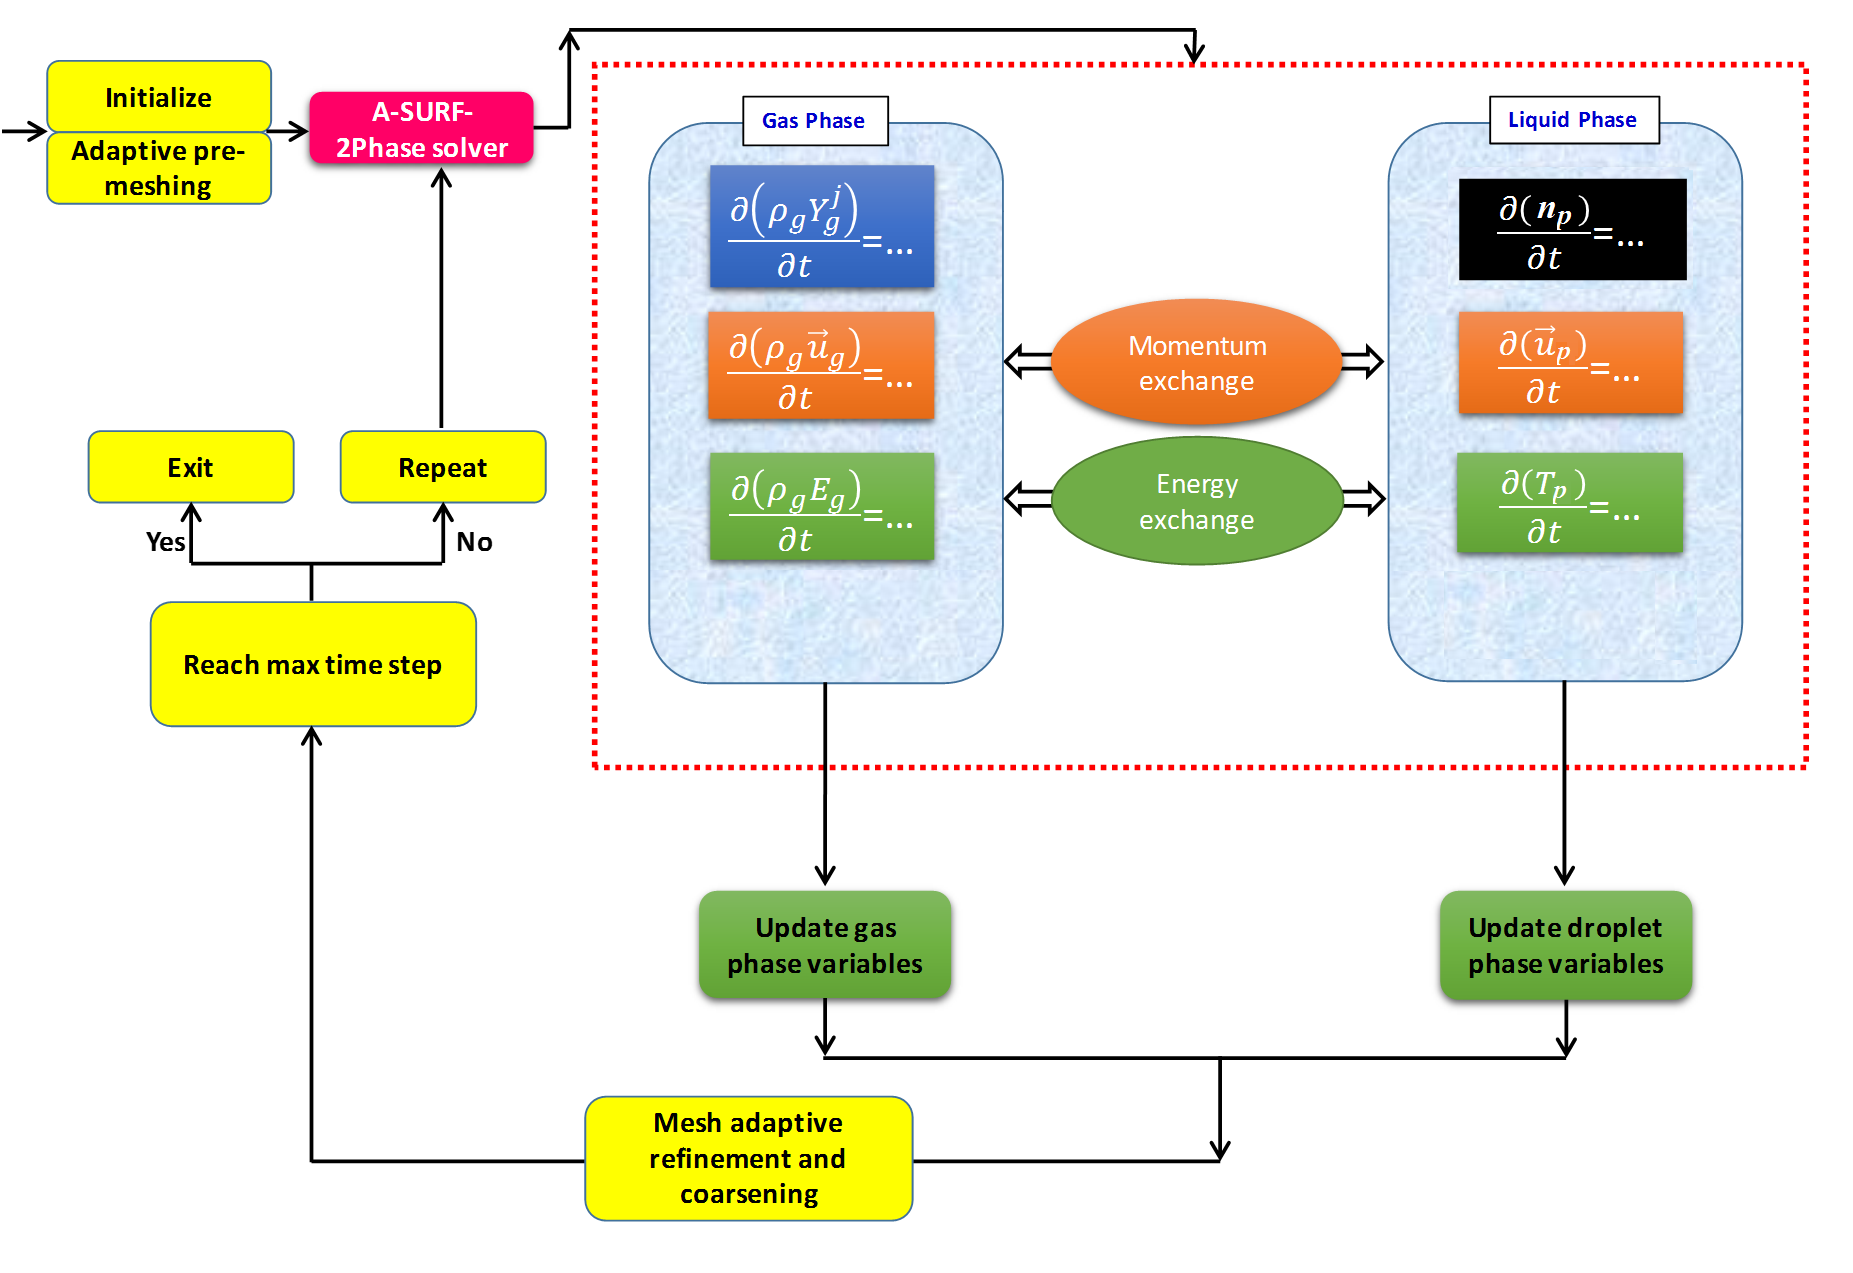 Initialize
Adaptive pre-
meshing
A-SURF-
2Phase solver
Gas Phase
∂(ρ_g Y_g^j)/∂t=...
∂(ρ_g u⃗_g)/∂t=...
∂(ρ_g E_g)/∂t=...
Momentum
exchange
Energy
exchange
Liquid Phase
∂(n_p)/∂t=...
∂(u⃗_p)/∂t=...
∂(T_p)/∂t=...
Exit
Repeat
Yes
No
Reach max time step
Update gas
phase variables
Update droplet
phase variables
Mesh adaptive
refinement and
coarsening